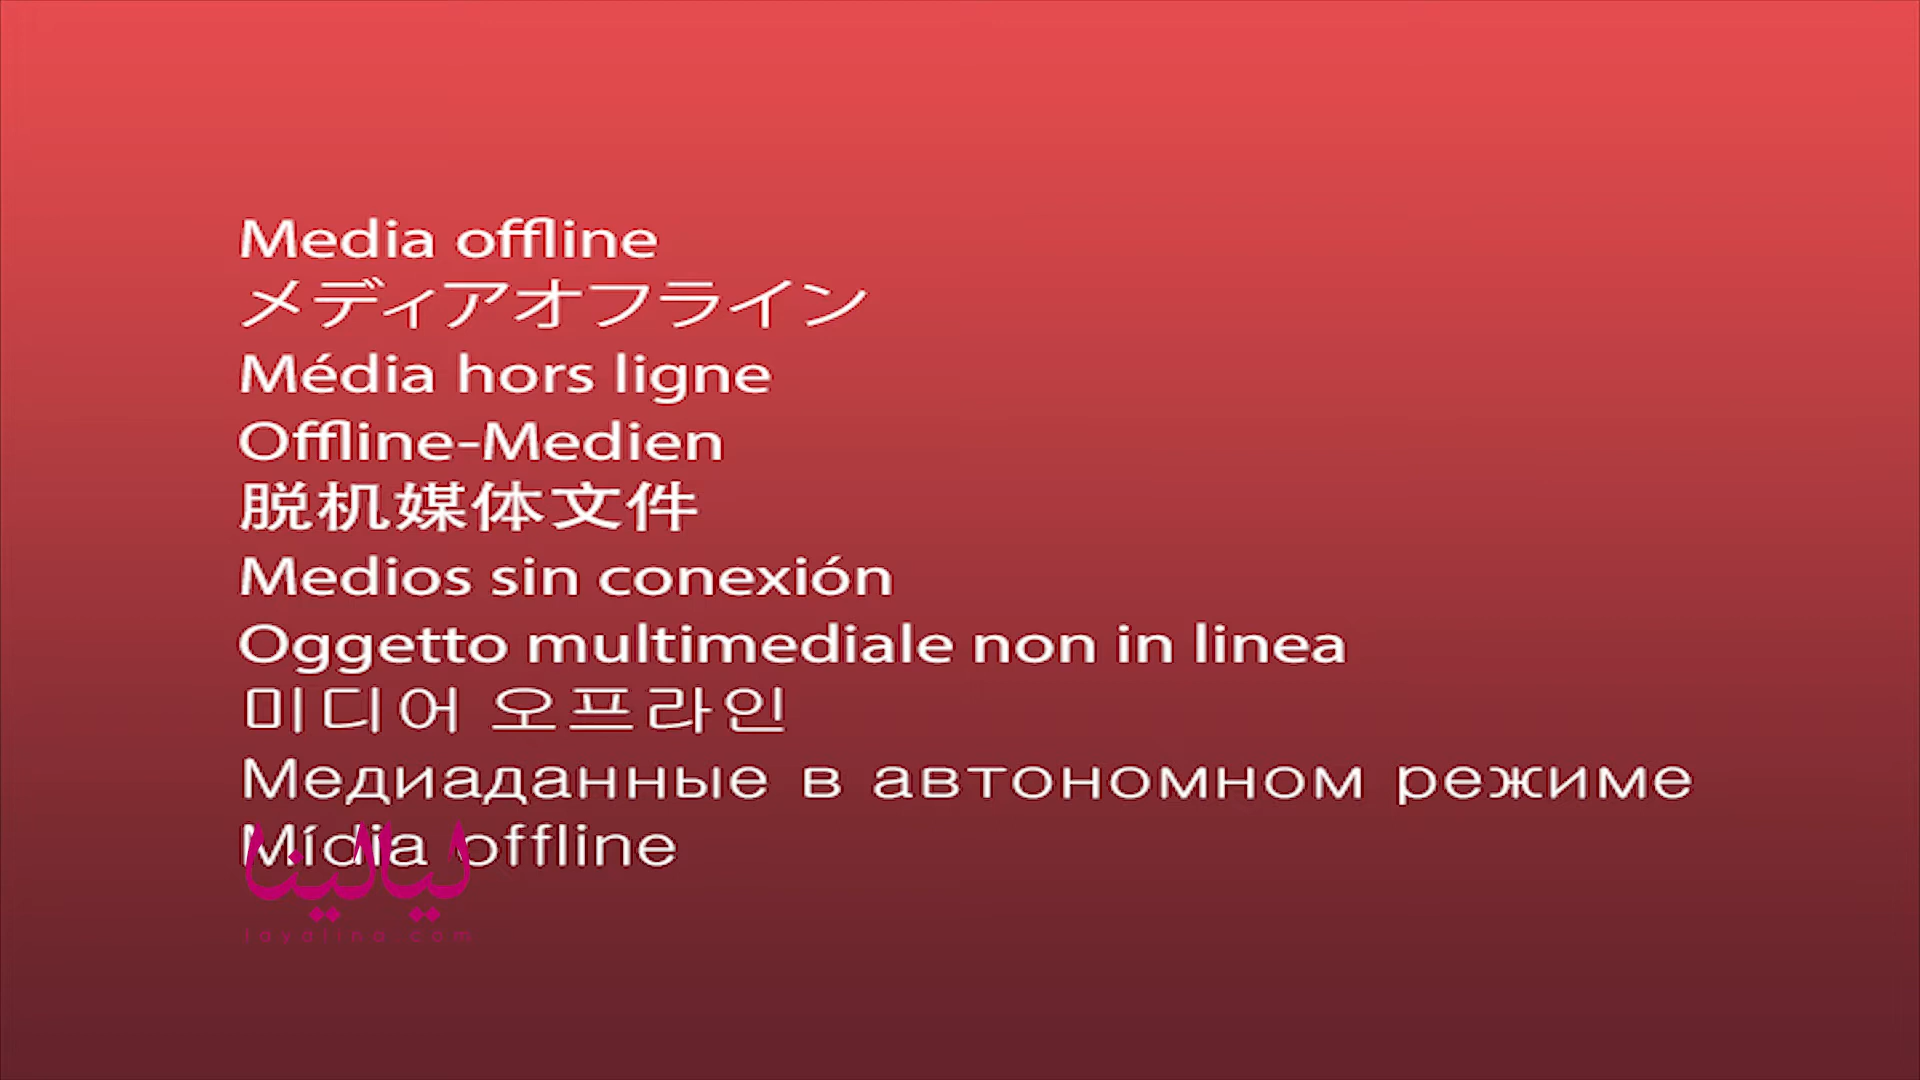 Media offline
メディアオフライン
Média hors ligne
Offline-Medien
脱机媒体文件
Medios sin conexión
Oggetto multimediale non in linea
미디어 오프라인
Медиаданные в автономном режиме
Mídia offline
ليالينا
layalina.com